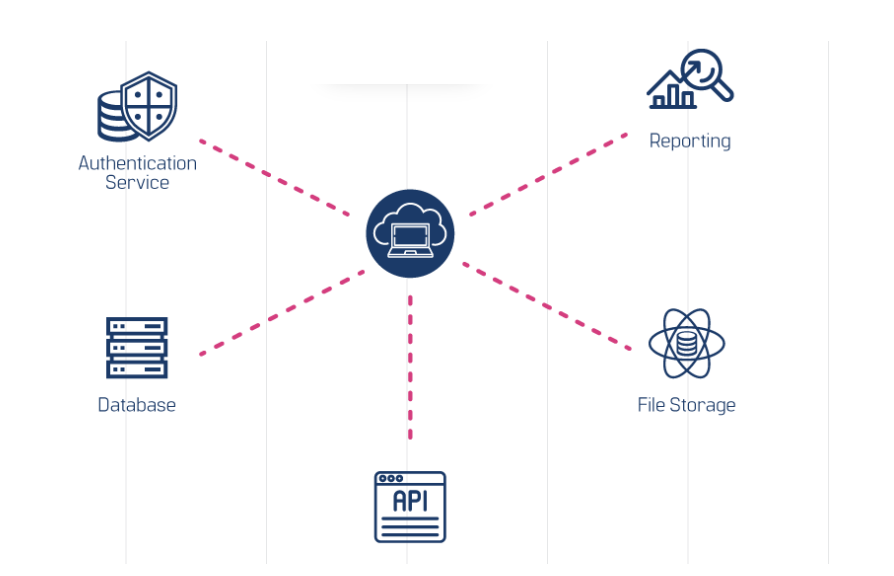 Authentication
Service
Reporting
Database
File Storage
API